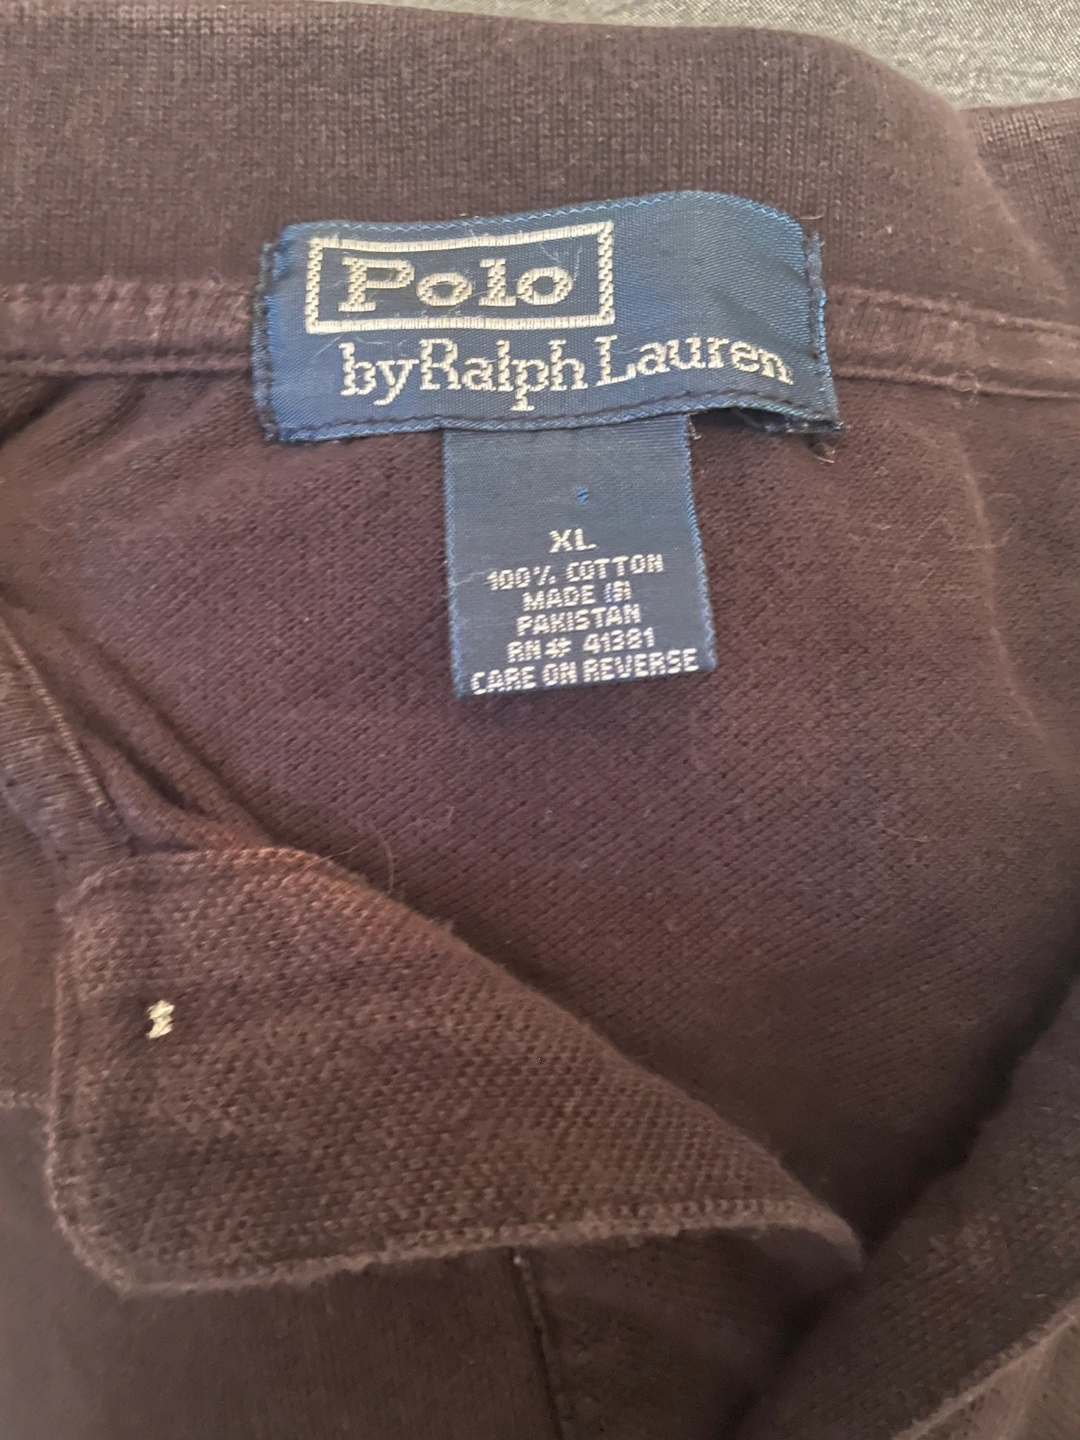 Polo
by Ralph Lauren
XL
100% COTTON
MADE IN
PAKISTAN
RN# 41381
CARE ON REVERSE